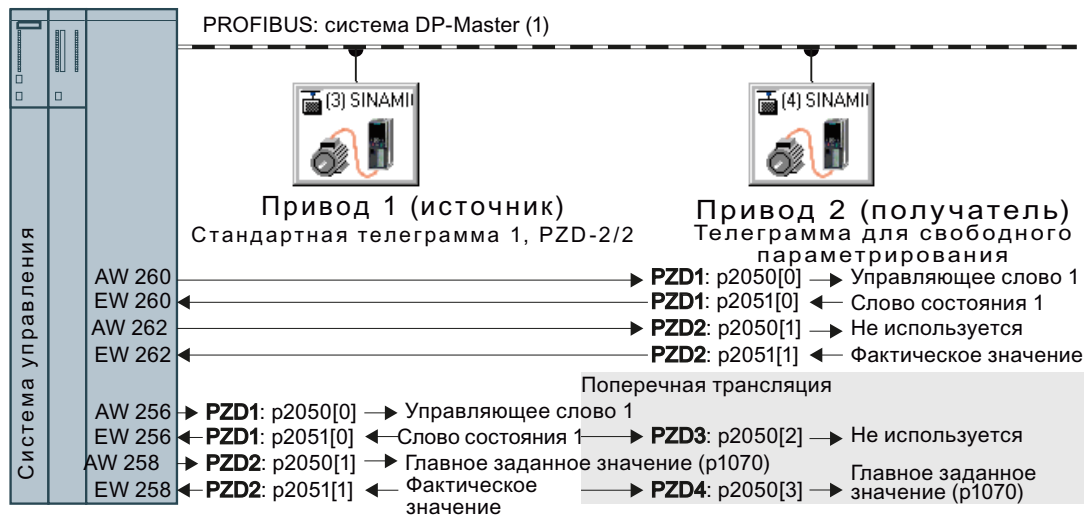 PROFIBUS: система DP-Master (1)
(3) SINAMI
(4) SINAMI
Привод 1 (источник)
Стандартная телеграмма 1, PZD-2/2
Привод 2 (получатель)
Телеграмма для свободного
параметрирования
Система управления
AW 260 PZD1: p2050[0] Управляющее слово 1
EW 260 PZD1: p2051[0] Слово состояния 1
AW 262 PZD2: p2050[1] Не используется
EW 262 PZD2: p2051[1] Фактическое значение
Поперечная трансляция
AW 256 PZD1: p2050[0] Управляющее слово 1
EW 256 PZD1: p2051[0] Слово состояния 1 PZD3: p2050[2] Не используется
AW 258 PZD2: p2050[1] Главное заданное значение (p1070)
EW 258 PZD2: p2051[1] Фактическое
значение
PZD4: p2050[3] Главное заданное
значение (p1070)